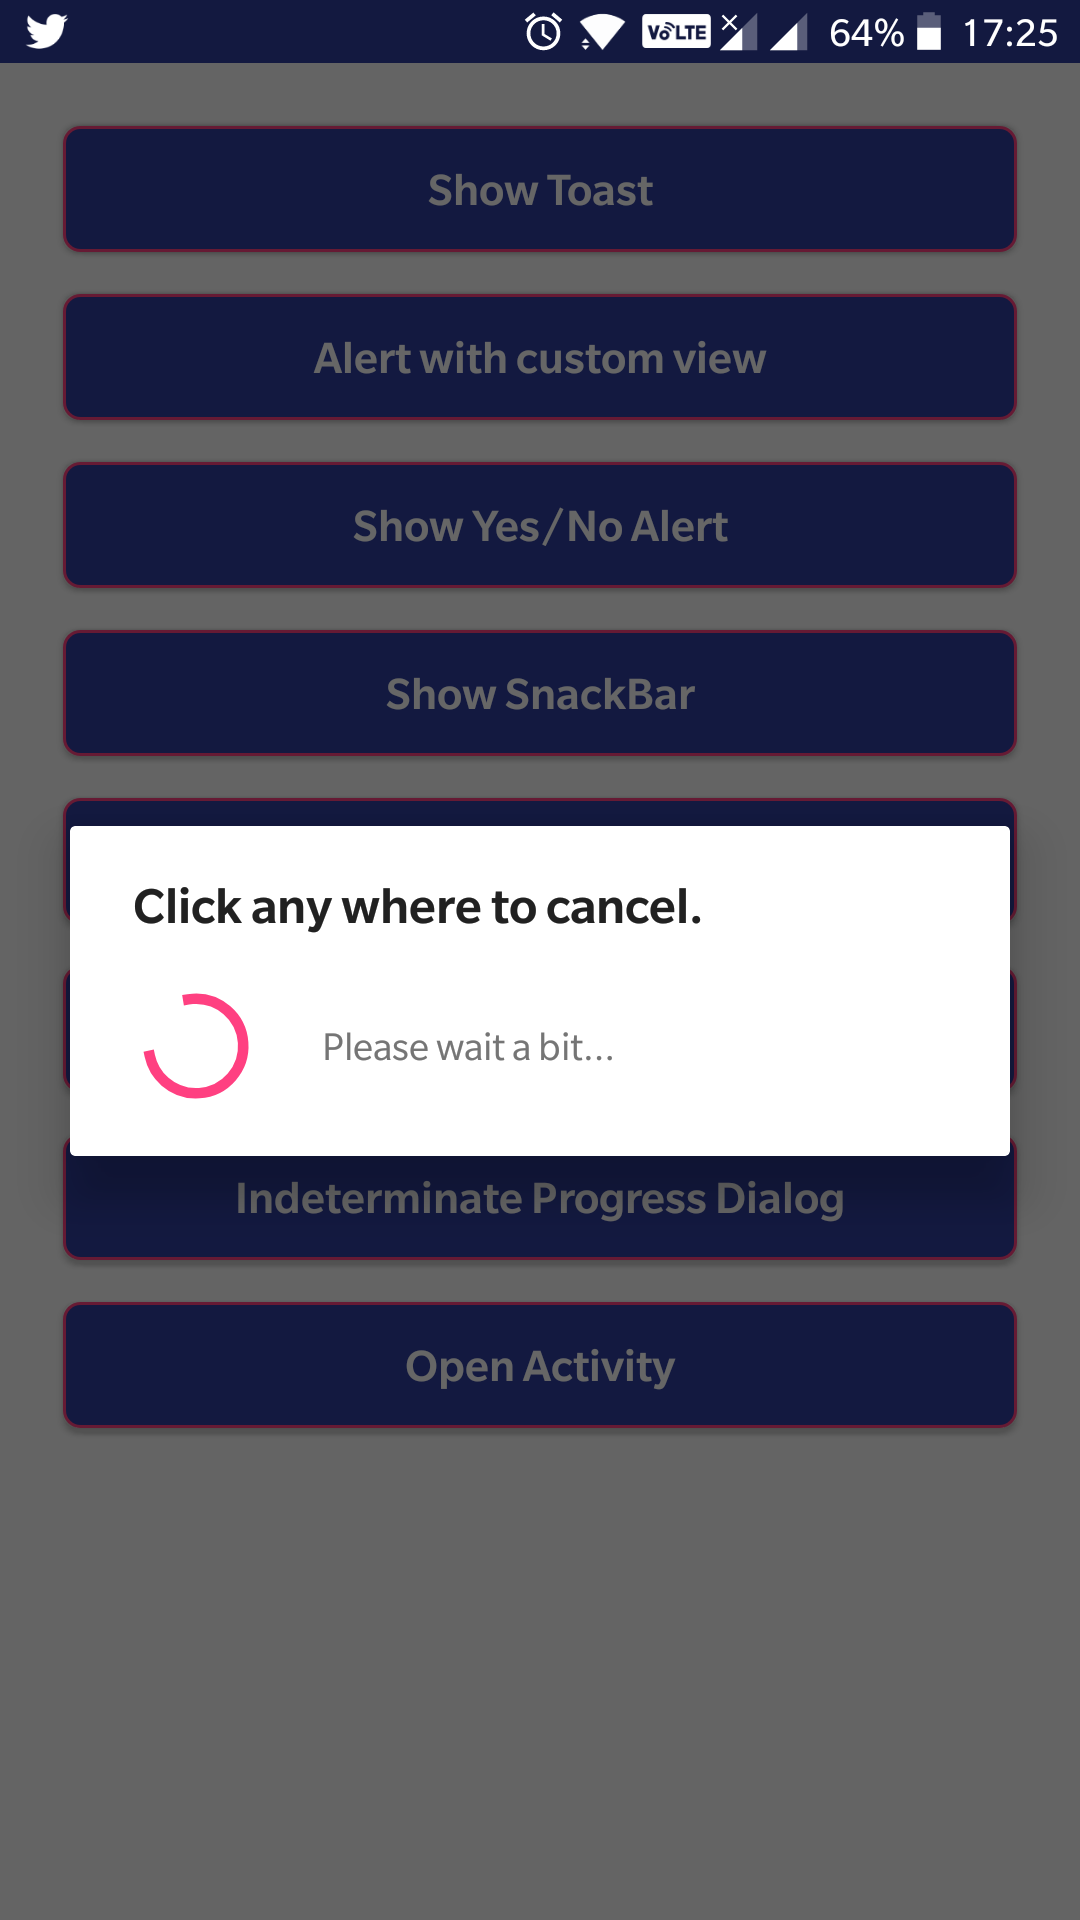 VoLTE 64% 17:25
Show Toast
Alert with custom view
Show Yes/No Alert
Show SnackBar
Click any where to cancel.
Please wait a bit...
Indeterminate Progress Dialog
Open Activity